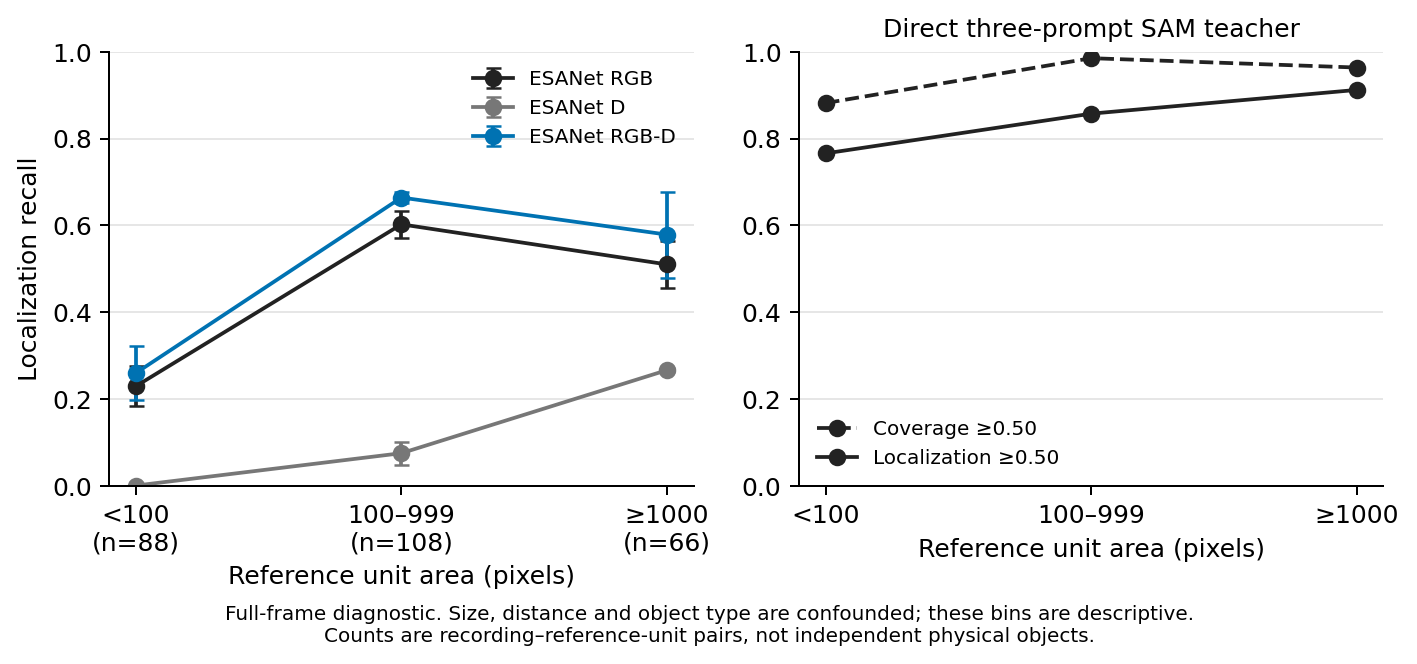 Direct three-prompt SAM teacher
Localization recall
1.0
0.8
0.6
0.4
0.2
0.0
ESANet RGB
ESANet D
ESANet RGB-D
<100
(n=88)
100–999
(n=108)
≥1000
(n=66)
Reference unit area (pixels)
1.0
0.8
0.6
0.4
0.2
0.0
Coverage ≥0.50
Localization ≥0.50
<100
100–999
≥1000
Reference unit area (pixels)
Full-frame diagnostic. Size, distance and object type are confounded; these bins are descriptive.
Counts are recording–reference-unit pairs, not independent physical objects.